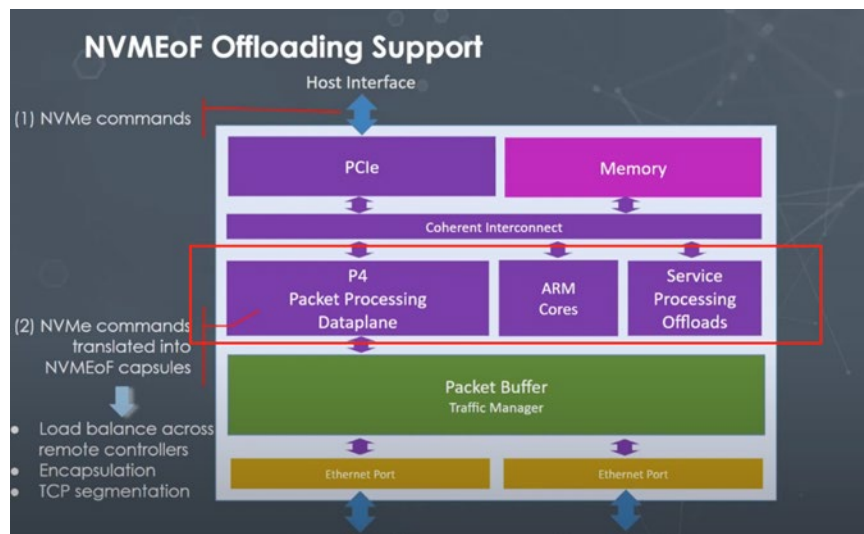 NVMEoF Offloading Support
Host Interface
(1) NVMe commands
PCIe
Memory
Coherent Interconnect
P4
Packet Processing
Dataplane
ARM
Cores
Service
Processing
Offloads
(2) NVMe commands
translated into
NVMEoF capsules
Packet Buffer
Traffic Manager
● Load balance across
remote controllers
● Encapsulation
● TCP segmentation
Ethernet Port
Ethernet Port